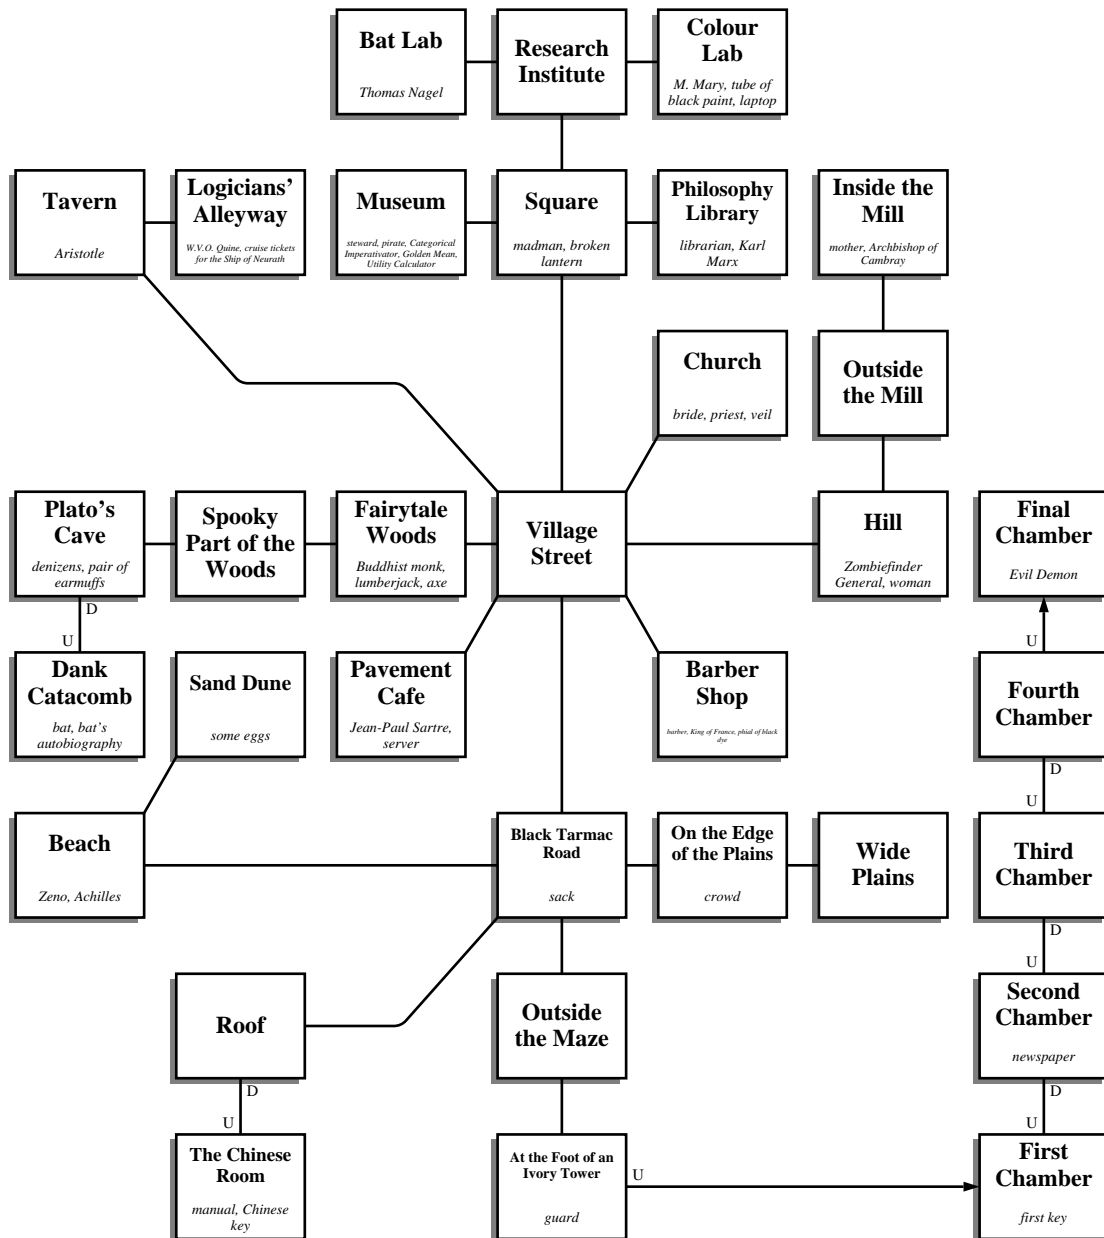 Bat Lab
Thomas Nagel
Research
Institute
Colour
Lab
M. Mary, tube of
black paint, laptop
Tavern
Aristotle
Logicians’
Alleyway
W.V.O. Quine, cruise tickets
for the Ship of Neurath
Museum
steward, pirate, Categorical
Imperativator, Golden Mean,
Utility Calculator
Square
madman, broken
lantern
Philosophy
Library
librarian, Karl
Marx
Inside the
Mill
mother, Archbishop of
Cambray
Church
bride, priest, veil
Outside
the Mill
Plato’s
Cave
denizens, pair of
earmuffs
Spooky
Part of the
Woods
Fairytale
Woods
Buddhist monk,
lumberjack, axe
Village
Street
Hill
Zombiefinder
General, woman
Final
Chamber
Evil Demon
D
U
U
Dank
Catacomb
bat, bat’s
autobiography
Sand Dune
some eggs
Pavement
Cafe
Jean-Paul Sartre,
server
Barber
Shop
barber, King of France, phial of black
dye
Fourth
Chamber
D
U
Beach
Zeno, Achilles
Black Tarmac
Road
sack
On the Edge
of the Plains
crowd
Wide
Plains
Third
Chamber
D
U
Roof
Outside
the Maze
Second
Chamber
newspaper
D
U
D
U
The Chinese
Room
manual, Chinese
key
At the Foot of an
Ivory Tower
guard
U
First
Chamber
first key